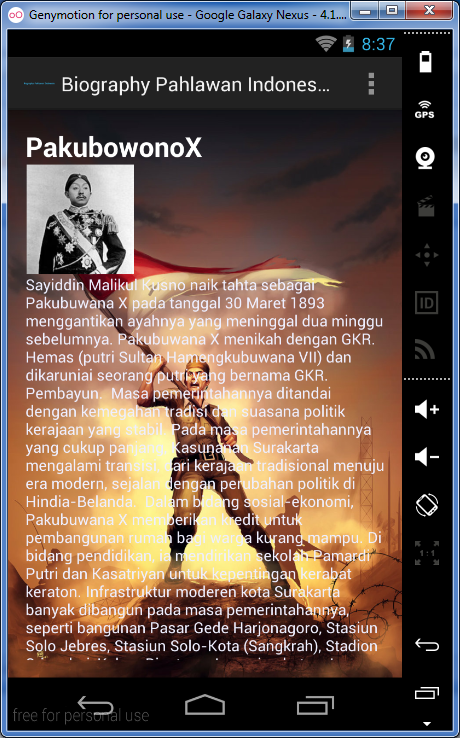 Genymotion for personal use - Google Galaxy Nexus - 4.1....
8:37
Biography Pahlawan Indones...
GPS
PakubowonoX
Sayiddin Malikul Kusno naik tahta sebagai
Pakubuwana X pada tanggal 30 Maret 1893
menggantikan ayahnya yang meninggal dua minggu
sebelumnya. Pakubuwana X menikah dengan GKR.
Hemas (putri Sultan Hamengkubuwana VII) dan
dikaruniai seorang putri yang bernama GKR.
Pembayun.  Masa pemerintahannya ditandai
dengan kemegahan tradisi dan suasana politik
kerajaan yang stabil. Pada masa pemerintahannya
yang cukup panjang, Kasunanan Surakarta
mengalami transisi, dari kerajaan tradisional menuju
era modern, sejalan dengan perubahan politik di
Hindia-Belanda.  Dalam bidang sosial-ekonomi,
Pakubuwana X memberikan kredit untuk
pembangunan rumah bagi warga kurang mampu. Di
bidang pendidikan, ia mendirikan sekolah Pamardi
Putri dan Kasatriyan untuk kepentingan kerabat
keraton. Infrastruktur moderen kota Surakarta
banyak dibangun pada masa pemerintahannya,
seperti bangunan Pasar Gede Harjonagoro, Stasiun
Solo Jebres, Stasiun Solo-Kota (Sangkrah), Stadion
ID
1:1
free for personal use